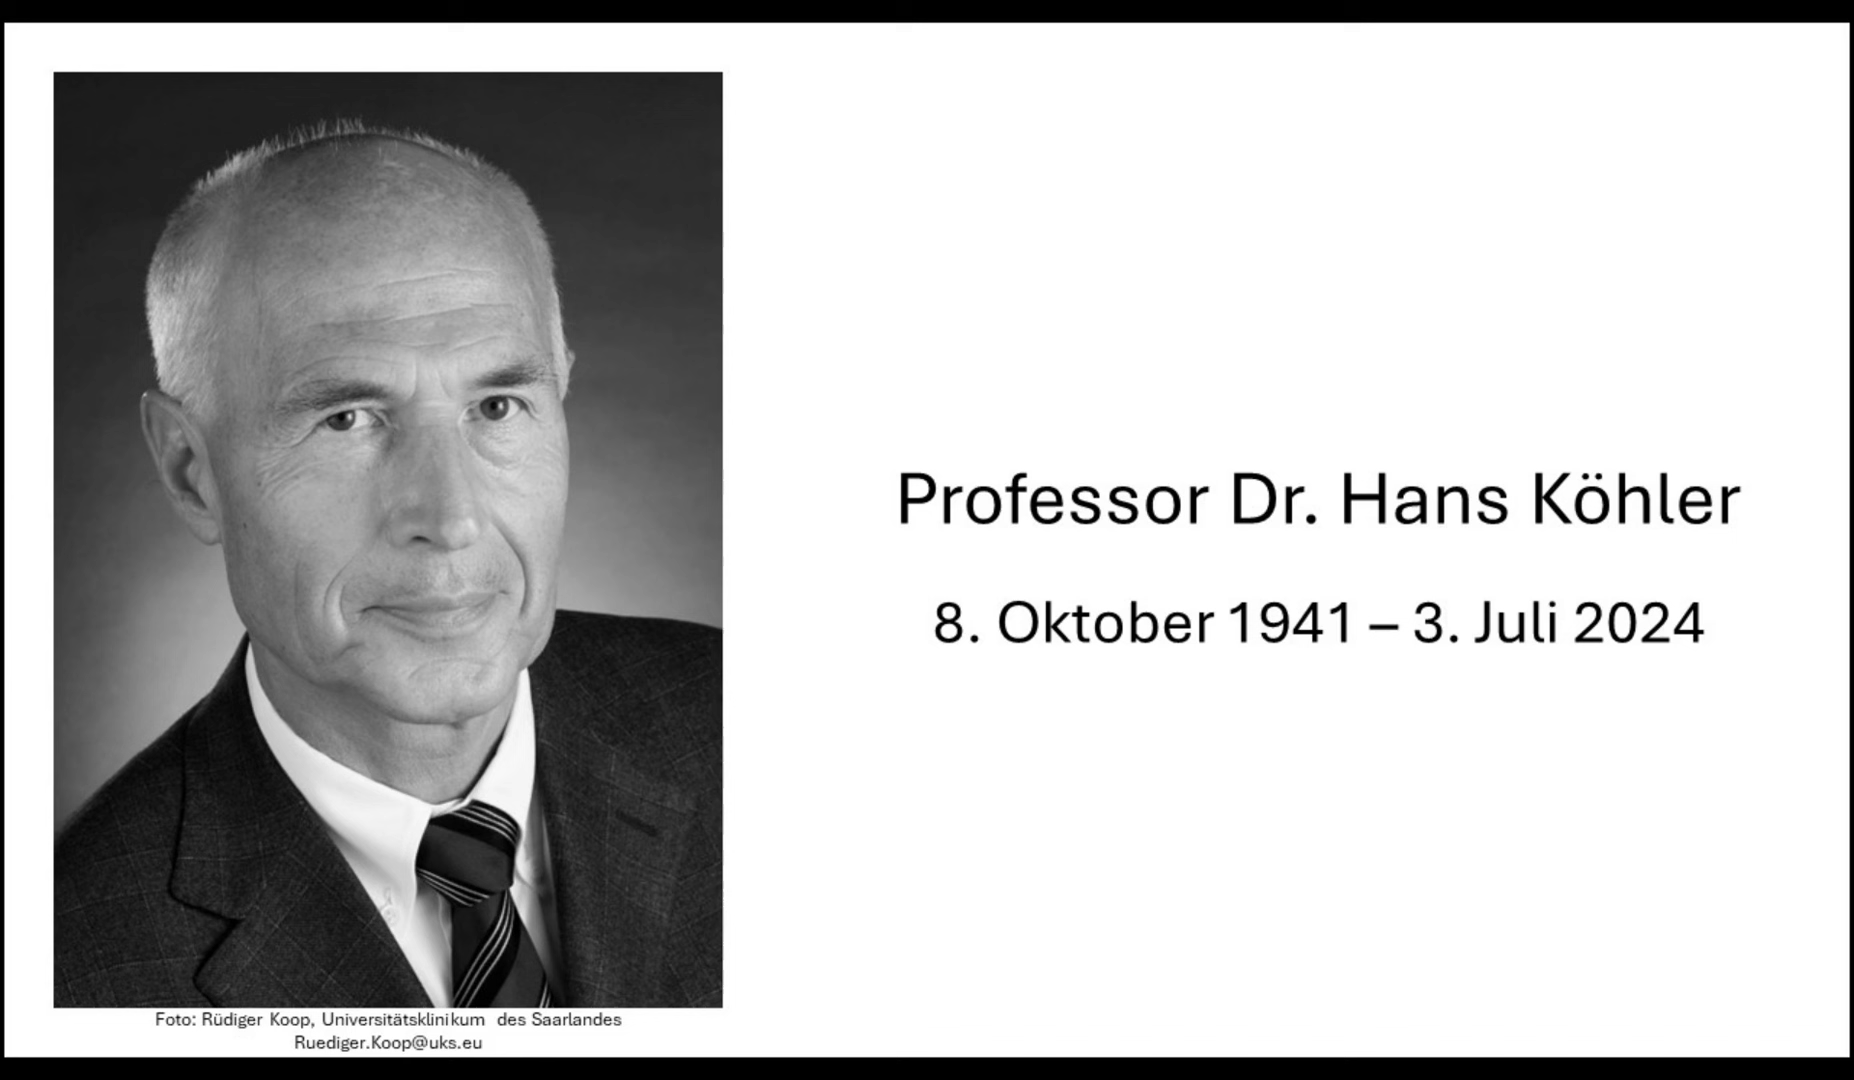 Professor Dr. Hans Köhler
8. Oktober 1941 – 3. Juli 2024
Foto: Rüdiger Koop, Universitätsklinikum des Saarlandes
Ruediger.Koop@uks.eu